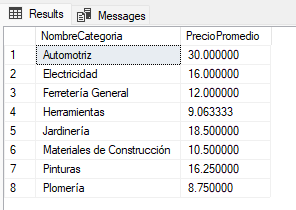 Results Messages
NombreCategoria PrecioPromedio
1 Automotriz 30.000000
2 Electricidad 16.000000
3 Ferretería General 12.000000
4 Herramientas 9.063333
5 Jardinería 18.500000
6 Materiales de Construcción 10.500000
7 Pinturas 16.250000
8 Plomería 8.750000